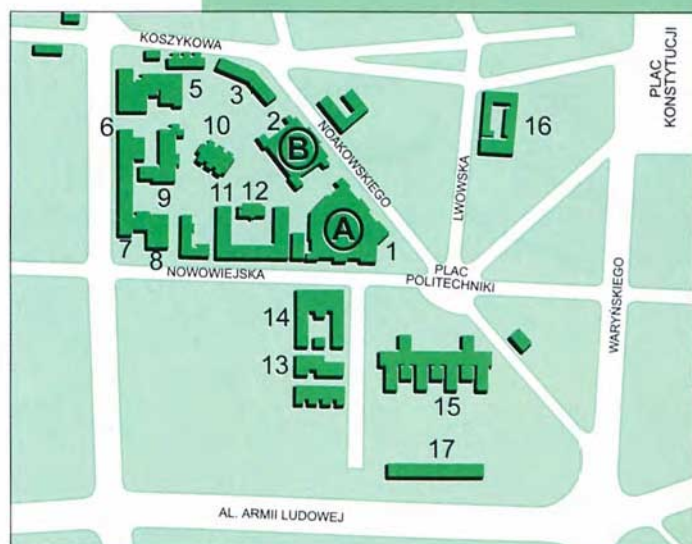 KOSZYKOWA
PLAC
KONSTYTUCJI
5
3
2
6
10
B
NOAKOWSKIEGO
16
LWOWSKA
9
11
12
A
1
7
8
NOWOWIEJSKA
PLAC
POLITECHNIKI
WARYŃSKIEGO
14
13
15
17
AL. ARMII LUDOWEJ